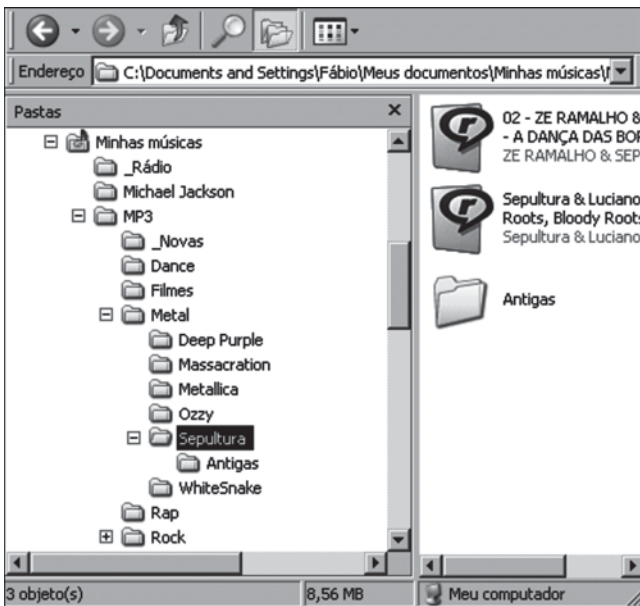 Endereço C:\Documents and Settings\Fábio\Meus documentos\Minhas músicas\
Pastas
Minhas músicas
_Rádio
Michael Jackson
MP3
_Novas
Dance
Filmes
Metal
Deep Purple
Massacration
Metallica
Ozzy
Sepultura
Antigas
WhiteSnake
Rap
Rock
02 - ZE RAMALHO &
- A DANÇA DAS BO
ZE RAMALHO & SEP
Sepultura & Luciano
Roots, Bloody Roots
Sepultura & Luciano
Antigas
3 objeto(s)
8,56 MB
Meu computador